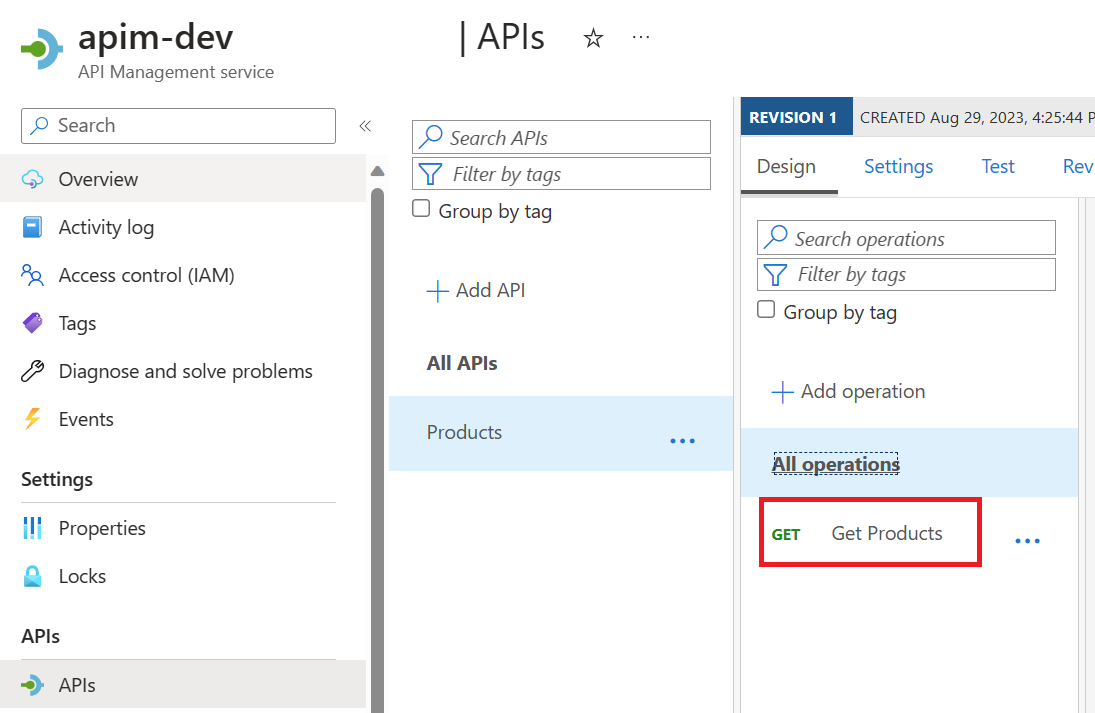 apim-dev | APIs ☆ ...
API Management service
Search «
Overview
Activity log
Access control (IAM)
Tags
Diagnose and solve problems
Events
Settings
Properties
Locks
APIs
APIs
Search APIs
Filter by tags
Group by tag
Add API
All APIs
Products ...
REVISION 1 CREATED Aug 29, 2023, 4:25:44 P
Design Settings Test Rev
Search operations
Filter by tags
Group by tag
Add operation
All operations
GET Get Products ...